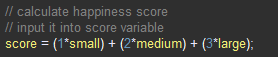 // calculate happiness score
// input it into score variable
score = (1*small) + (2*medium) + (3*large);